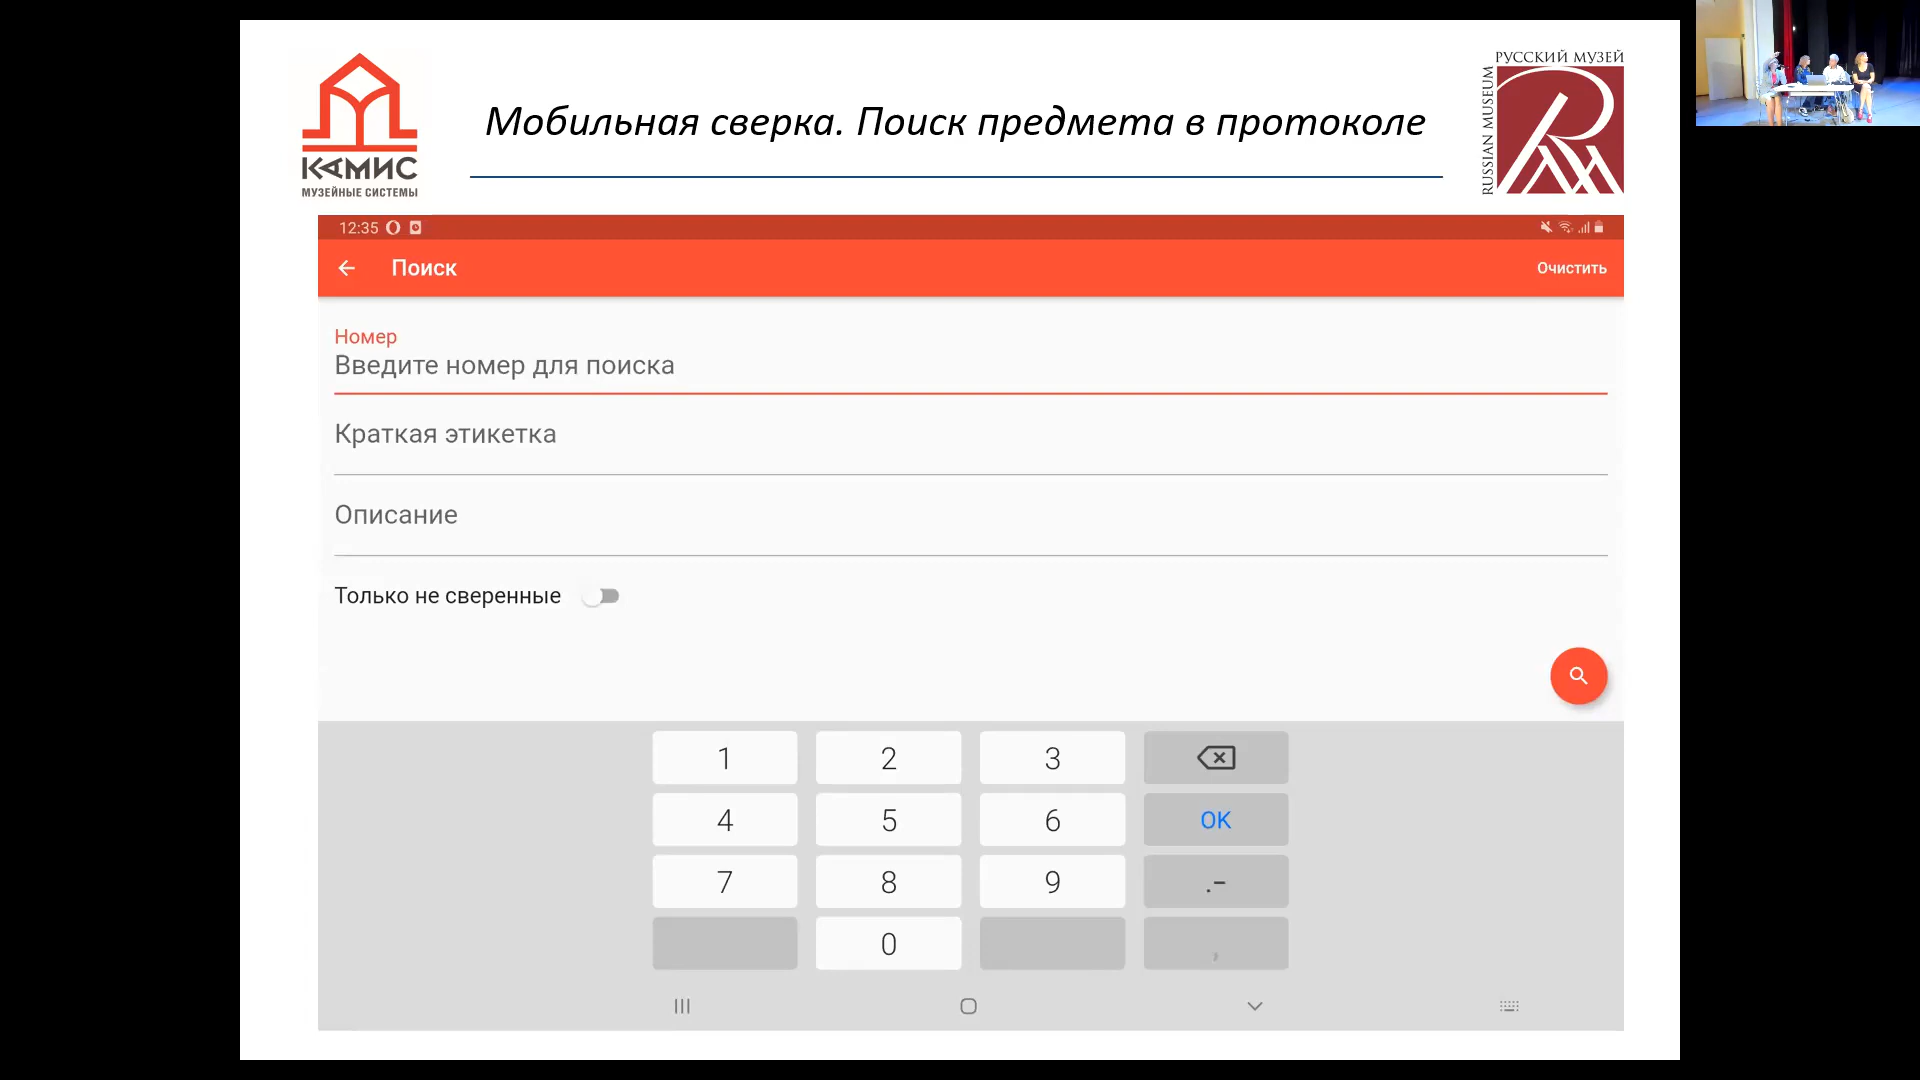 КАМИС
МУЗЕЙНЫЕ СИСТЕМЫ
Мобильная сверка. Поиск предмета в протоколе
РУССКИЙ МУЗЕЙ
RUSSIAN MUSEUM
12:35
Поиск
Очистить
Номер
Введите номер для поиска
Краткая этикетка
Описание
Только не сверенные
1 2 3
4 5 6 OK
7 8 9 .-
0 ,